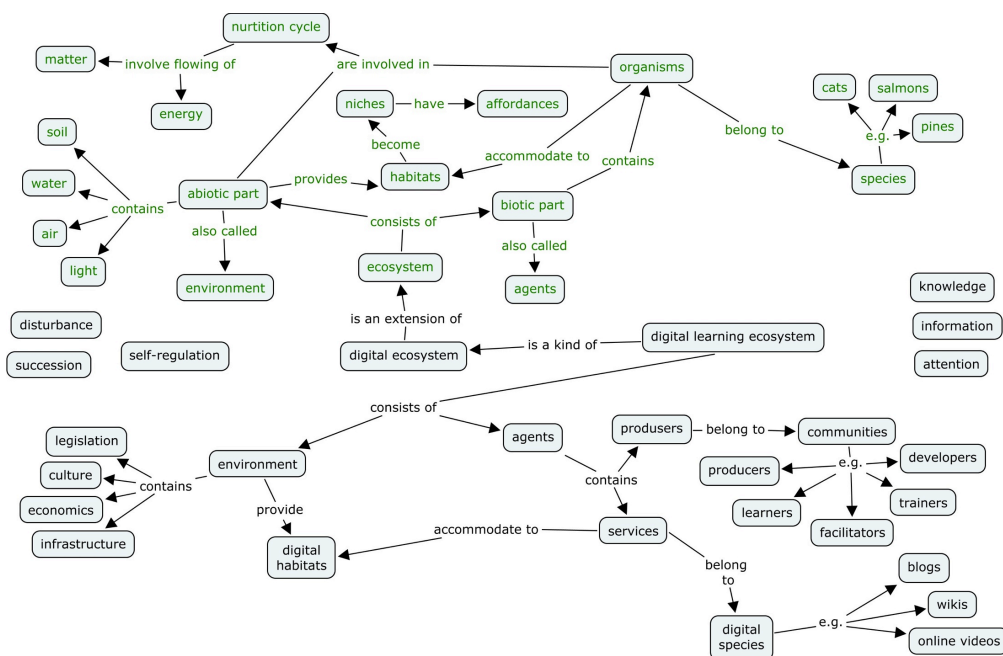 nurtition cycle
matter
involve flowing of
are involved in
organisms
energy
niches
have
affordances
cats
salmons
e.g.
pines
soil
become
belong to
accommodate to
contains
water
abiotic part
provides
habitats
species
contains
biotic part
air
also called
consists of
also called
light
environment
ecosystem
agents
knowledge
disturbance
is an extension of
information
succession
self-regulation
digital ecosystem
is a kind of
digital learning ecosystem
attention
consists of
legislation
agents
produsers
belong to
communities
culture
environment
contains
e.g.
developers
contains
producers
economics
provide
learners
trainers
infrastructure
accommodate to
services
facilitators
digital
habitats
belong
to
blogs
wikis
digital
species
e.g.
online videos